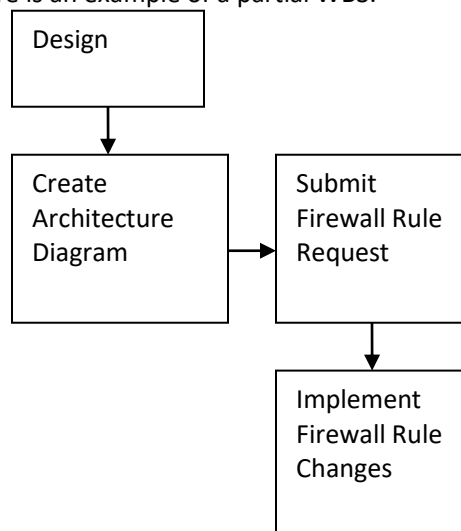 is an example of a partial WBS:
Design
Create
Architecture
Diagram
Submit
Firewall Rule
Request
Implement
Firewall Rule
Changes